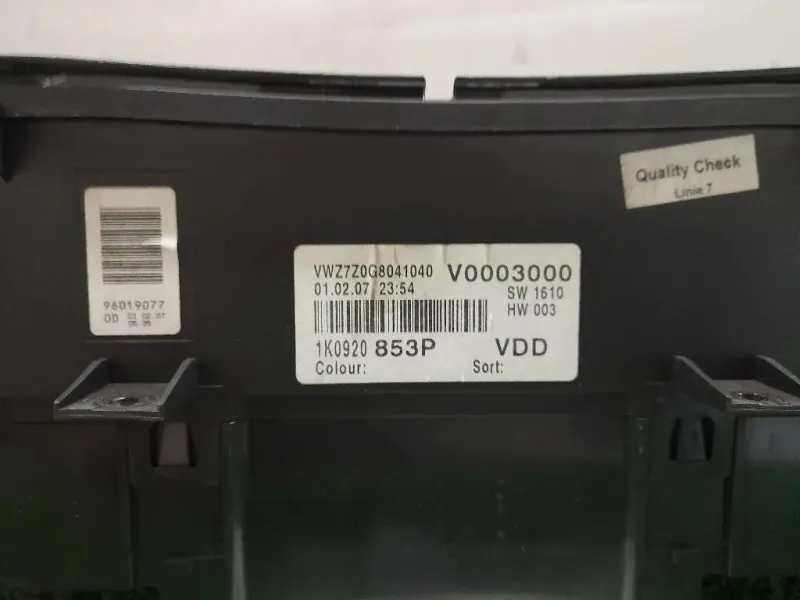 Quality Check
Linie 7
96019077
0D
VWZ7Z0G8041040 V0003000
01.02.07 23:54 SW 1610
HW 003
1K0920 853P VDD
Colour: Sort: